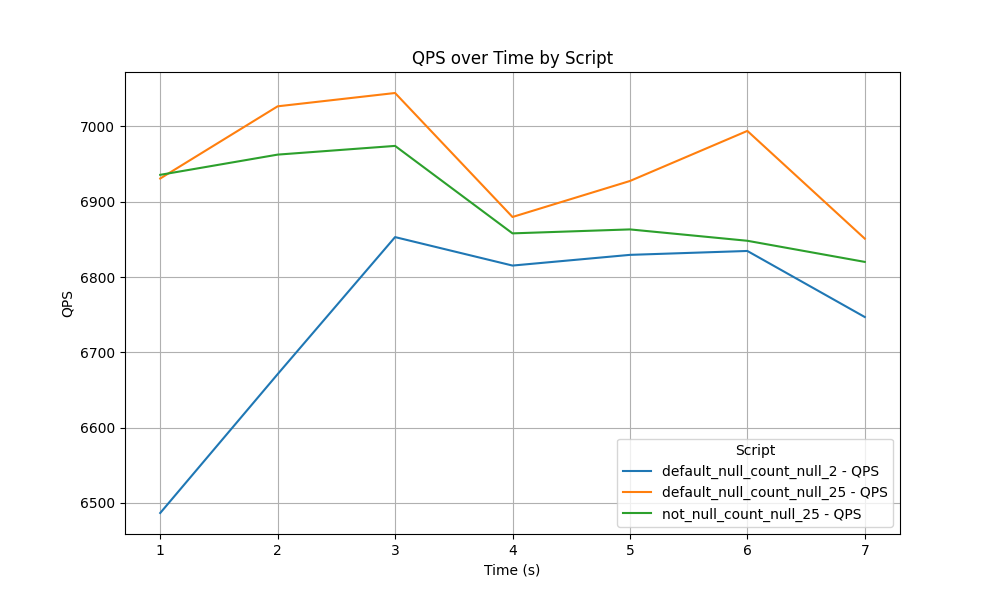 QPS over Time by Script
7000
6900
6800
6700
6600
6500
QPS
1 2 3 4 5 6 7
Time (s)
Script
default_null_count_null_2 - QPS
default_null_count_null_25 - QPS
not_null_count_null_25 - QPS